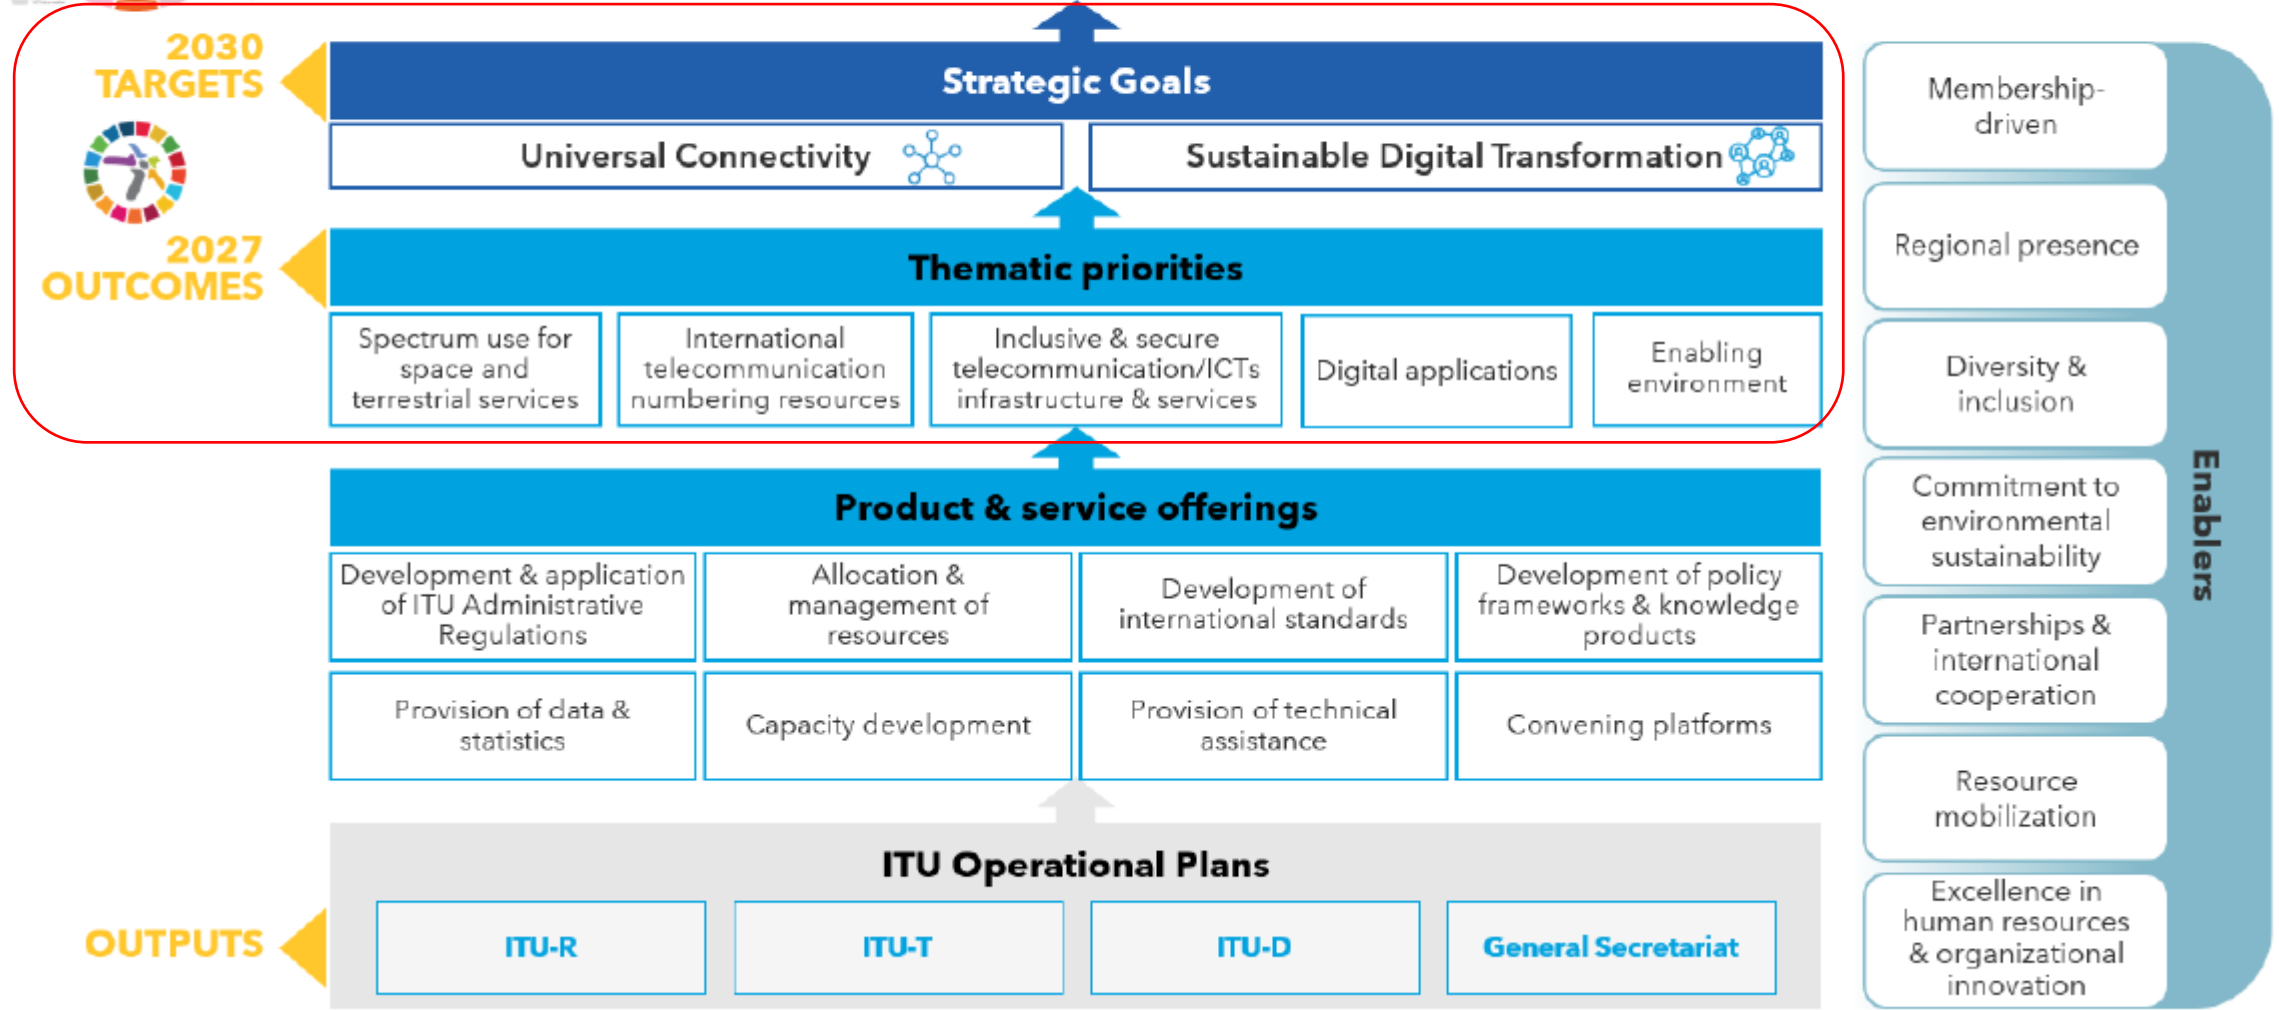 2030
TARGETS
Strategic Goals
Universal Connectivity
Sustainable Digital Transformation
2027
OUTCOMES
Thematic priorities
Spectrum use for
space and
terrestrial services
International
telecommunication
numbering resources
Inclusive & secure
telecommunication/ICTs
infrastructure & services
Digital applications
Enabling
environment
Product & service offerings
Development & application
of ITU Administrative
Regulations
Allocation &
management of
resources
Development of
international standards
Development of policy
frameworks & knowledge
products
Provision of data &
statistics
Capacity development
Provision of technical
assistance
Convening platforms
ITU Operational Plans
OUTPUTS
ITU-R
ITU-T
ITU-D
General Secretariat
Membership-
driven
Regional presence
Diversity &
inclusion
Commitment to
environmental
sustainability
Partnerships &
international
cooperation
Resource
mobilization
Excellence in
human resources
& organizational
innovation
Enablers